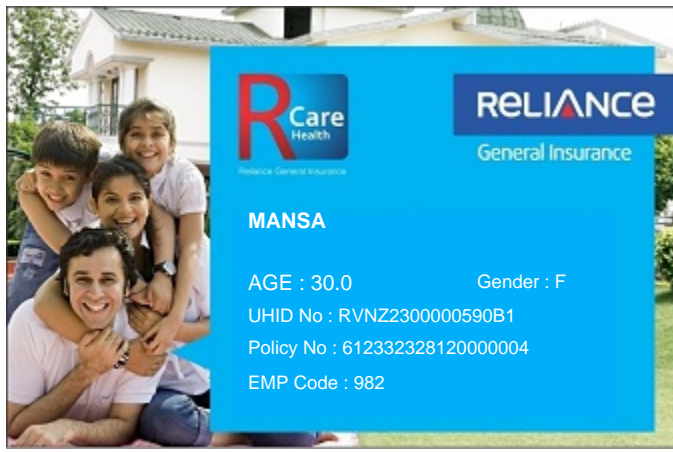 R Care
Health
Reliance General Insurance
RELIANCE
General Insurance
MANSA
AGE : 30.0 Gender : F
UHID No : RVNZ2300000590B1
Policy No : 612332328120000004
EMP Code : 982